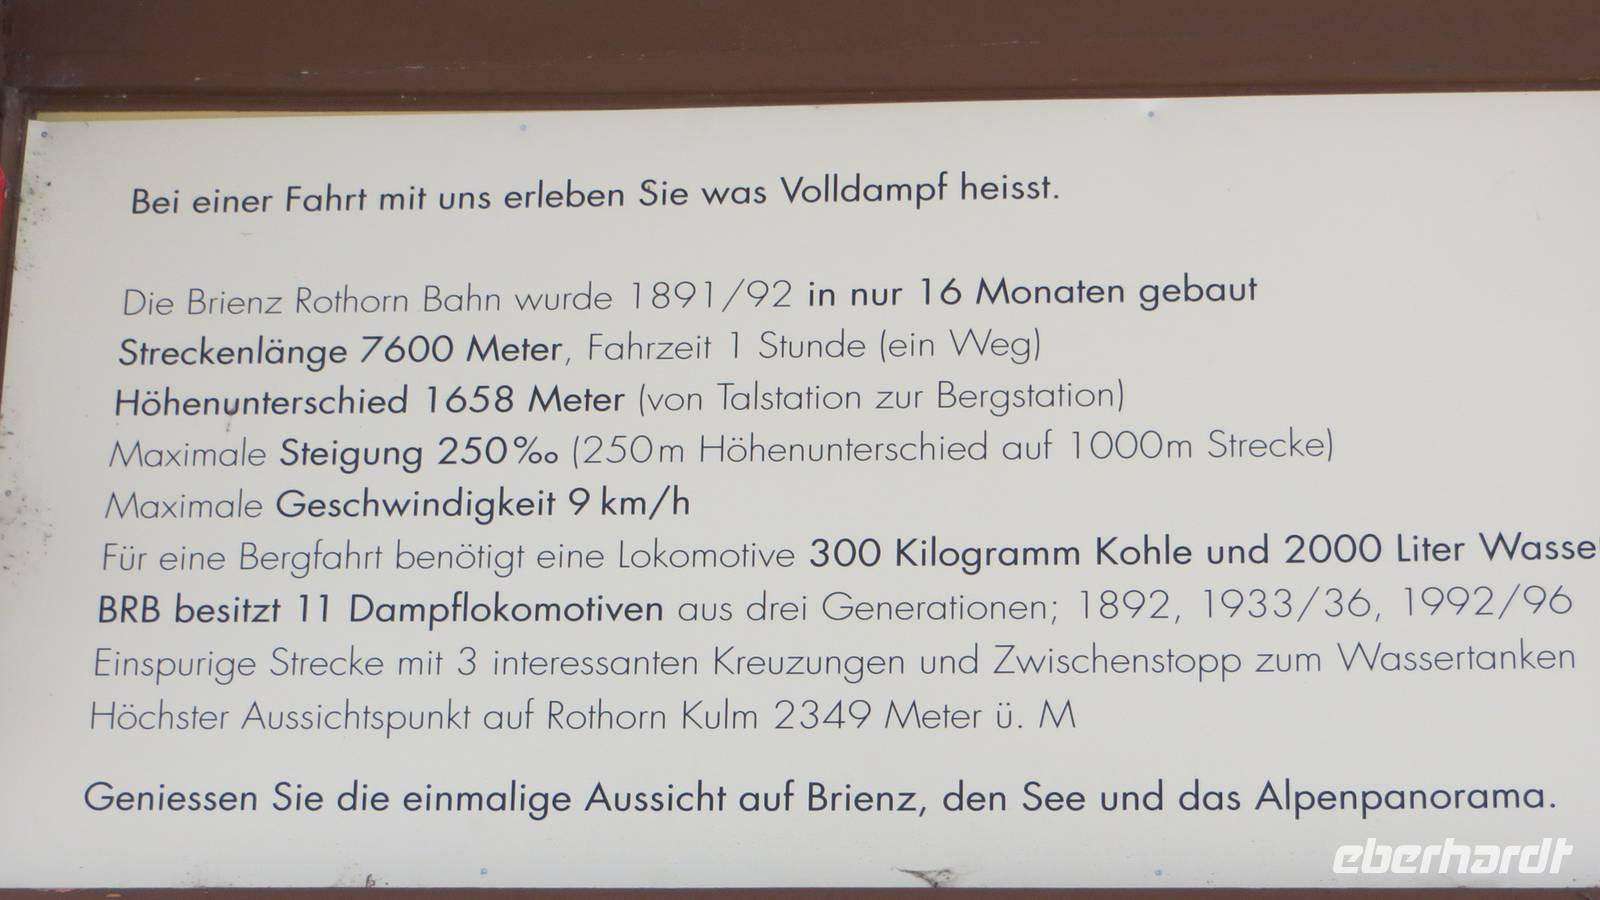 Bei einer Fahrt mit uns erleben Sie was Volldampf heisst.
Die Brienz Rothorn Bahn wurde 1891/92 in nur 16 Monaten gebaut
Streckenlänge 7600 Meter, Fahrzeit 1 Stunde (ein Weg)
Höhenunterschied 1658 Meter (von Talstation zur Bergstation)
Maximale Steigung 250‰ (250m Höhenunterschied auf 1000m Strecke)
Maximale Geschwindigkeit 9 km/h
Für eine Bergfahrt benötigt eine Lokomotive 300 Kilogramm Kohle und 2000 Liter Wasse
BRB besitzt 11 Dampflokomotiven aus drei Generationen; 1892, 1933/36, 1992/96
Einspurige Strecke mit 3 interessanten Kreuzungen und Zwischenstopp zum Wassertanken
Höchster Aussichtspunkt auf Rothorn Kulm 2349 Meter ü. M
Geniessen Sie die einmalige Aussicht auf Brienz, den See und das Alpenpanorama.
eberhardt